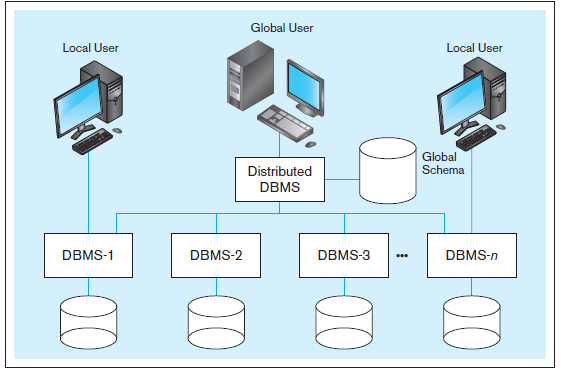 Global User
Local User
Local User
Global
Schema
Distributed
DBMS
DBMS-1
DBMS-2
DBMS-3
•••
DBMS-n